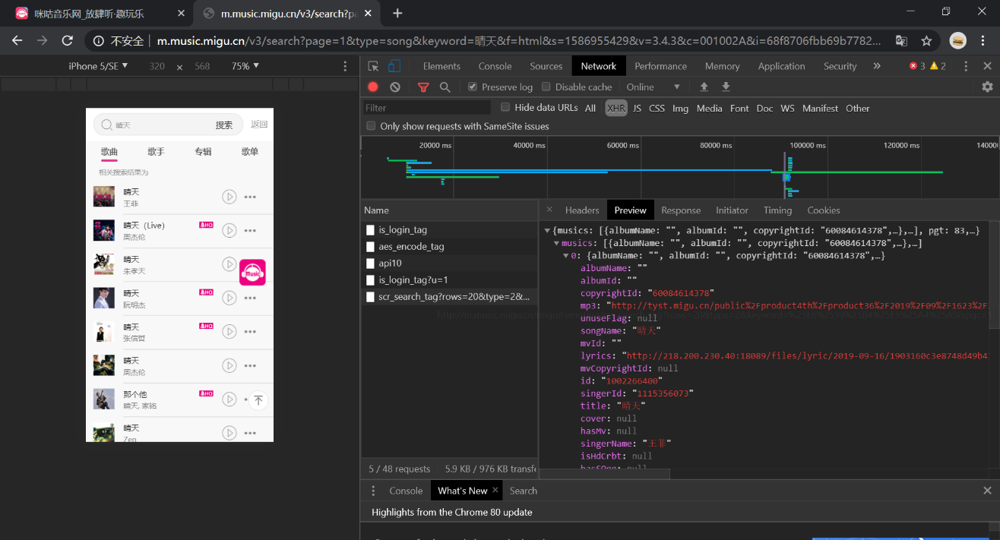 咪咕音乐网_放肆听·趣玩乐
m.music.migu.cn/v3/search?pa
不安全 m.music.migu.cn/v3/search?page=1&type=song&keyword=晴天&f=html&s=1586955429&v=3.4.3&c=001002A&i=68f8706fbb69b7782...
iPhone 5/SE 320 × 568 75%
Elements Console Sources Network Performance Memory Application Security » 3 2
Preserve log Disable cache Online
Filter Hide data URLs All XHR JS CSS Img Media Font Doc WS Manifest Other
Only show requests with SameSite issues
20000 ms 40000 ms 60000 ms 80000 ms 100000 ms 120000 ms 14000
晴天 搜索 返回
歌曲 歌手 专辑 歌单
相关搜索结果为
晴天
王菲
晴天（Live） HQ
周杰伦
晴天
朱孝天
Music
晴天 HQ
阮明杰
晴天 HQ
张信哲
晴天
周杰伦
那个他 HQ
晴天, 家铭
晴天
Zen
Name
is_login_tag
aes_encode_tag
api10
is_login_tag?u=1
scr_search_tag?rows=20&type=2&...
5 / 48 requests 5.9 KB / 976 KB transfe
Headers Preview Response Initiator Timing Cookies
{musics: [{albumName: "", albumId: "", copyrightId: "60084614378",…},…], pgt: 83,…}
musics: [{albumName: "", albumId: "", copyrightId: "60084614378",…},…]
0: {albumName: "", albumId: "", copyrightId: "60084614378",…}
albumName: ""
albumId: ""
copyrightId: "60084614378"
mp3: "http://tyst.migu.cn/public%2Fproduct4th%2Fproduct36%2F2019%2F09%2F1623%2F
unuseFlag: null
songName: "晴天"
mvId: ""
lyrics: "http://218.200.230.40:18089/files/lyric/2019-09-16/1903160c3e8748d49b4
mvCopyrightId: null
id: "1002266400"
singerId: "1115356073"
title: "晴天"
cover: null
hasMv: null
singerName: "王菲"
isHdCrbt: null
hasSQqq: null
Console What's New Search
Highlights from the Chrome 80 update